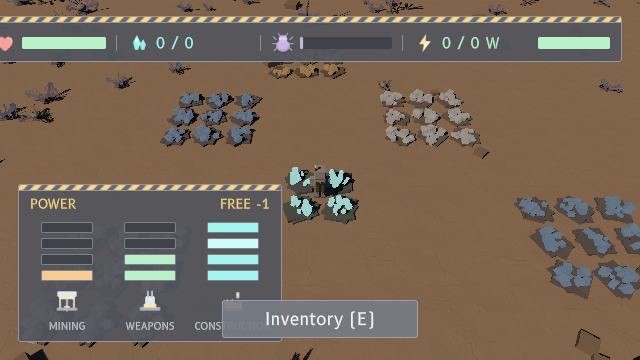 0 / 0
0 / 0 W
POWER
FREE -1
MINING
WEAPONS
Inventory [E]